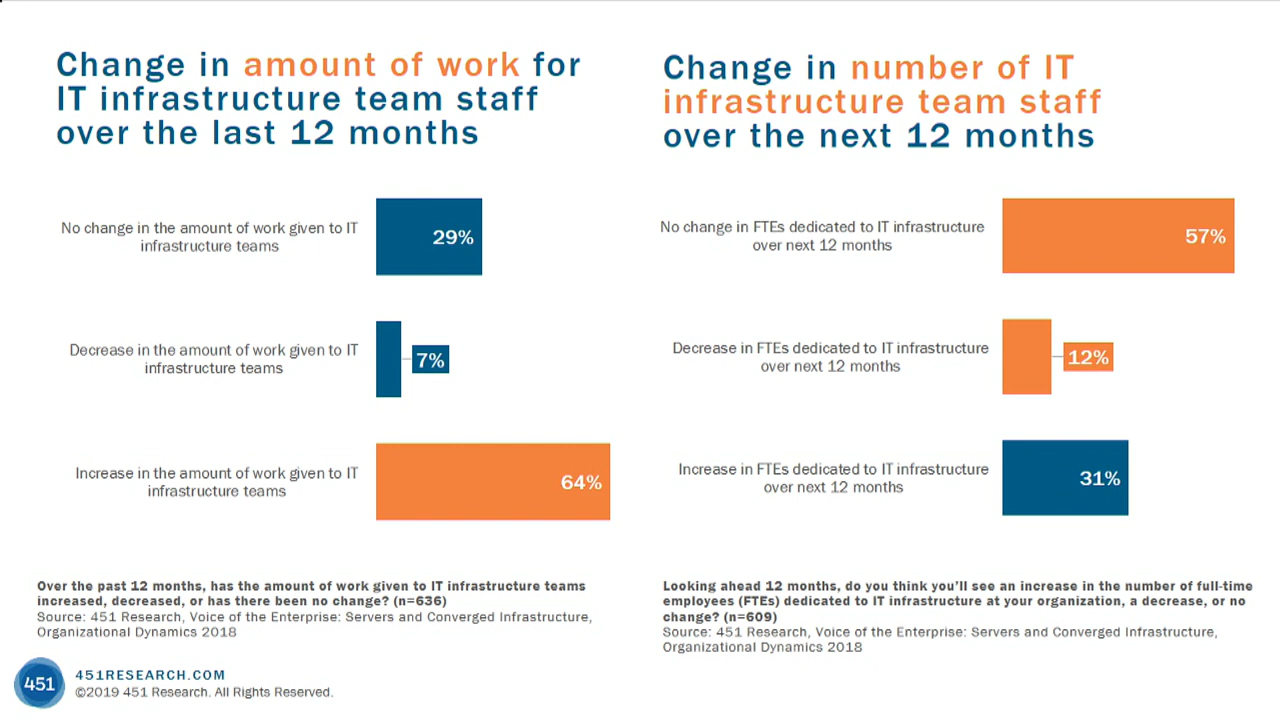 Change in amount of work for
IT infrastructure team staff
over the last 12 months
No change in the amount of work given to IT
infrastructure teams
29%
Decrease in the amount of work given to IT
infrastructure teams
7%
Increase in the amount of work given to IT
infrastructure teams
64%
Over the past 12 months, has the amount of work given to IT infrastructure teams
increased, decreased, or has there been no change? (n=636)
Source: 451 Research, Voice of the Enterprise: Servers and Converged Infrastructure,
Organizational Dynamics 2018
Change in number of IT
infrastructure team staff
over the next 12 months
No change in FTEs dedicated to IT infrastructure
over next 12 months
57%
Decrease in FTEs dedicated to IT infrastructure
over next 12 months
12%
Increase in FTEs dedicated to IT infrastructure
over next 12 months
31%
Looking ahead 12 months, do you think you'll see an increase in the number of full-time
employees (FTEs) dedicated to IT infrastructure at your organization, a decrease, or no
change? (n=609)
Source: 451 Research, Voice of the Enterprise: Servers and Converged Infrastructure,
Organizational Dynamics 2018
451
451RESEARCH.COM
©2019 451 Research. All Rights Reserved.